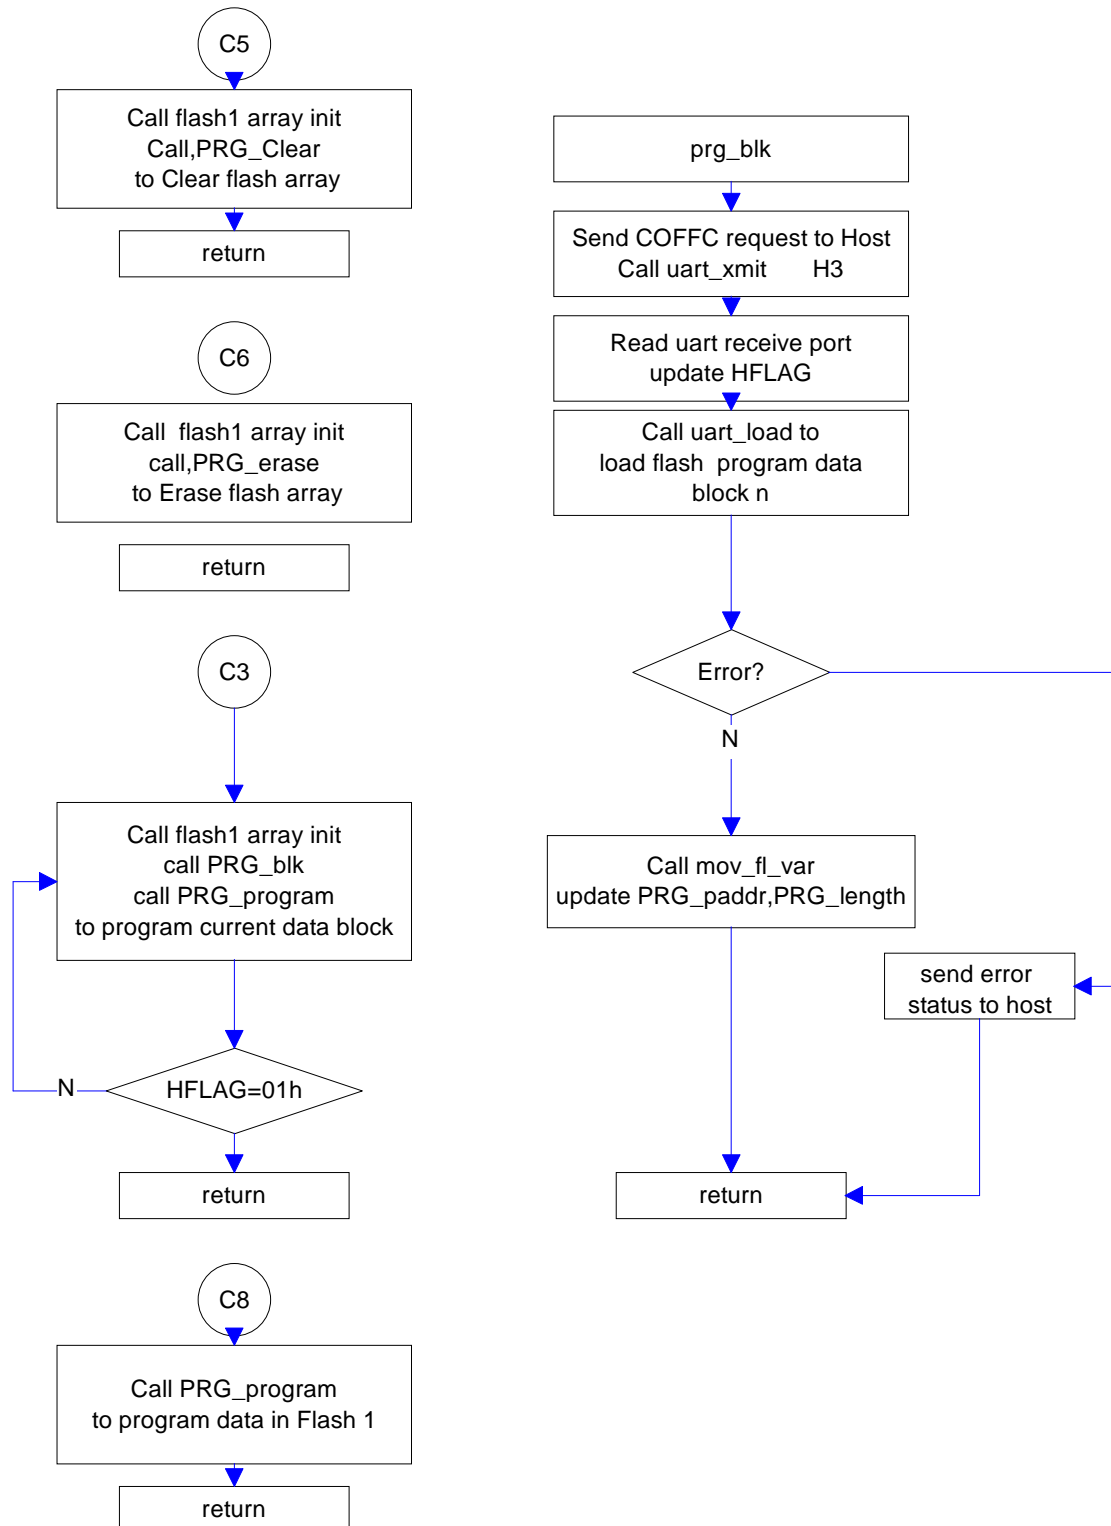 C5
Call flash1 array init
Call,PRG_Clear
to Clear flash array
return
C6
Call flash1 array init
call,PRG_erase
to Erase flash array
return
C3
Call flash1 array init
call PRG_blk
call PRG_program
to program current data block
N
HFLAG=01h
return
C8
Call PRG_program
to program data in Flash 1
return
prg_blk
Send COFFC request to Host
Call uart_xmit H3
Read uart receive port
update HFLAG
Call uart_load to
load flash program data
block n
Error?
N
Call mov_fl_var
update PRG_paddr,PRG_length
send error
status to host
return